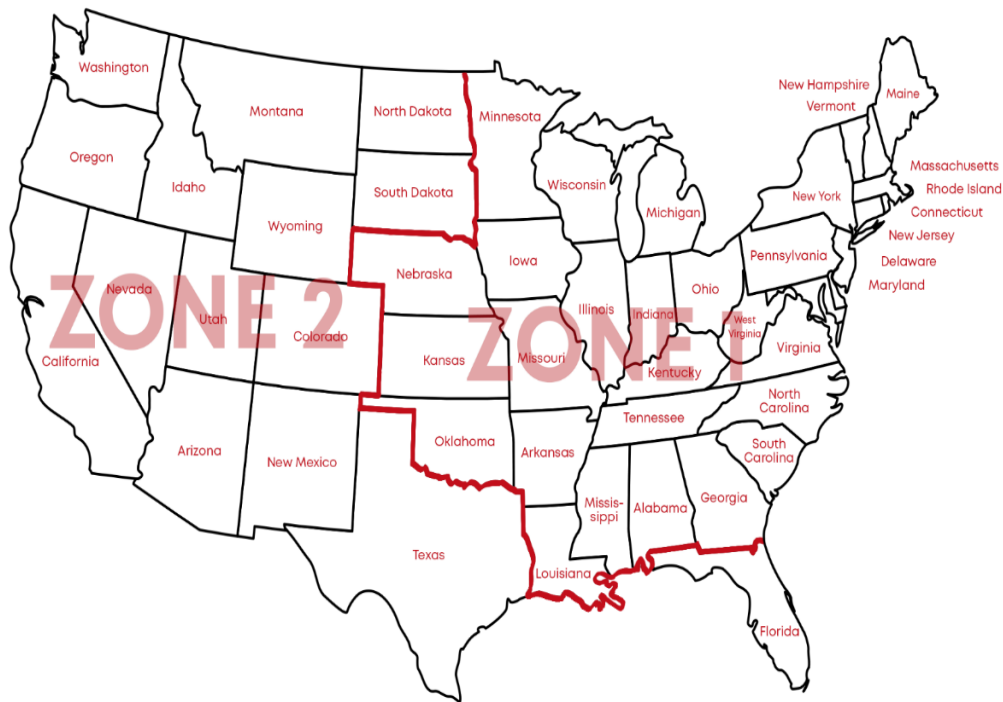 Washington
Montana
North Dakota
Minnesota
New Hampshire
Vermont
Maine
Oregon
Idaho
South Dakota
Wisconsin
Michigan
New York
Massachusetts
Rhode Island
Connecticut
New Jersey
Wyoming
Nebraska
Iowa
Pennsylvania
Delaware
Maryland
Nevada
ZONE 2
Utah
Colorado
Kansas
ZONE 1
Illinois
Indiana
Ohio
West
Virginia
Virginia
California
Missouri
Kentucky
North
Carolina
Tennessee
Arizona
New Mexico
Oklahoma
Arkansas
South
Carolina
Missis-
sippi
Alabama
Georgia
Texas
Louisiana
Florida